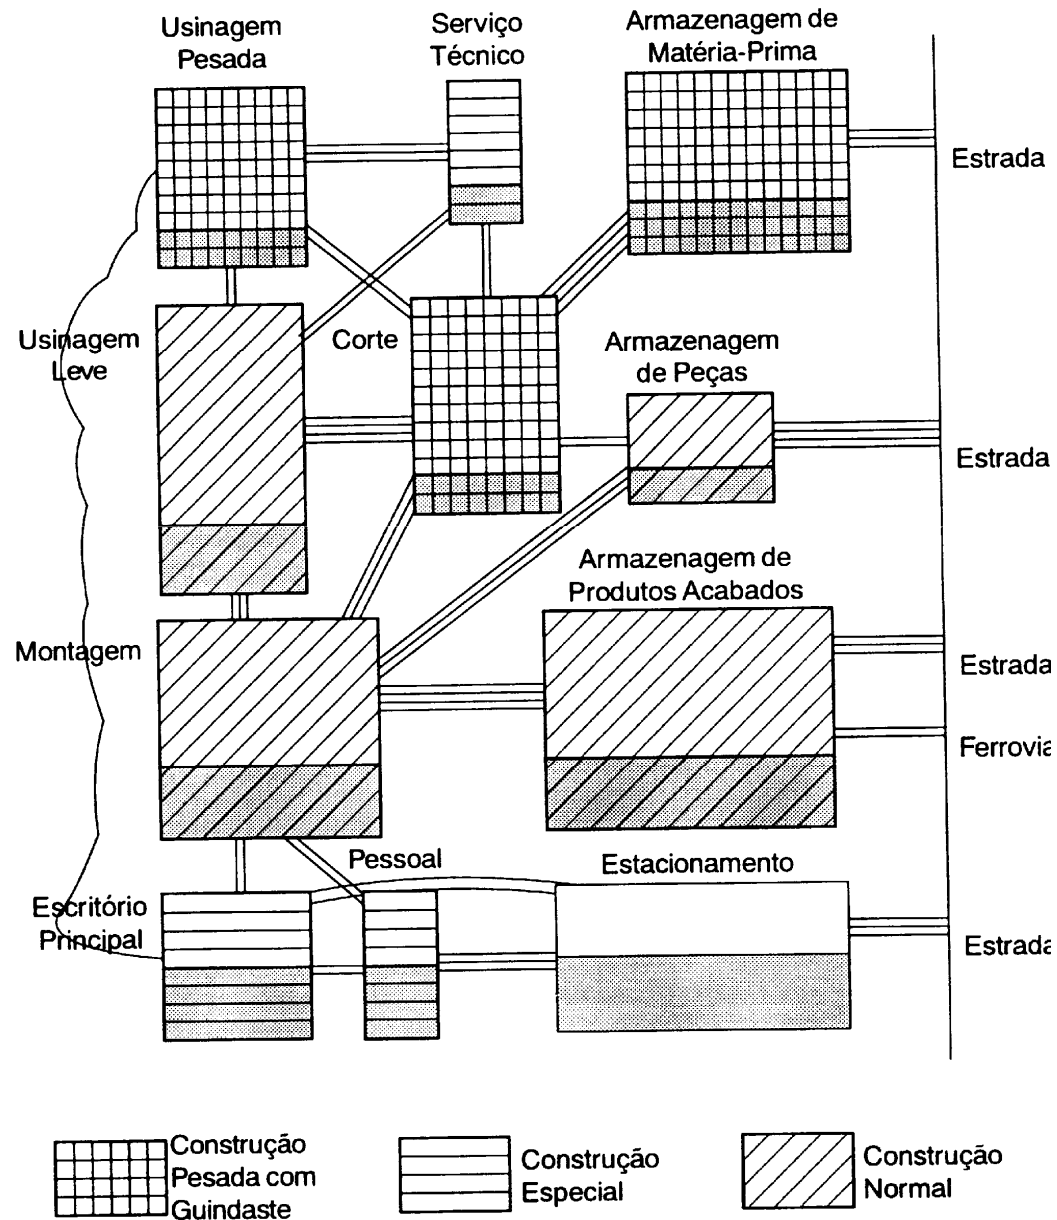 Usinagem
Pesada
Serviço
Técnico
Armazenagem de
Matéria-Prima
Estrada
Usinagem
Leve
Corte
Armazenagem
de Peças
Estrada
Armazenagem de
Produtos Acabados
Montagem
Estrada
Ferrovia
Pessoal
Estacionamento
Escritório
Principal
Estrada
Construção
Pesada com
Guindaste
Construção
Especial
Construção
Normal